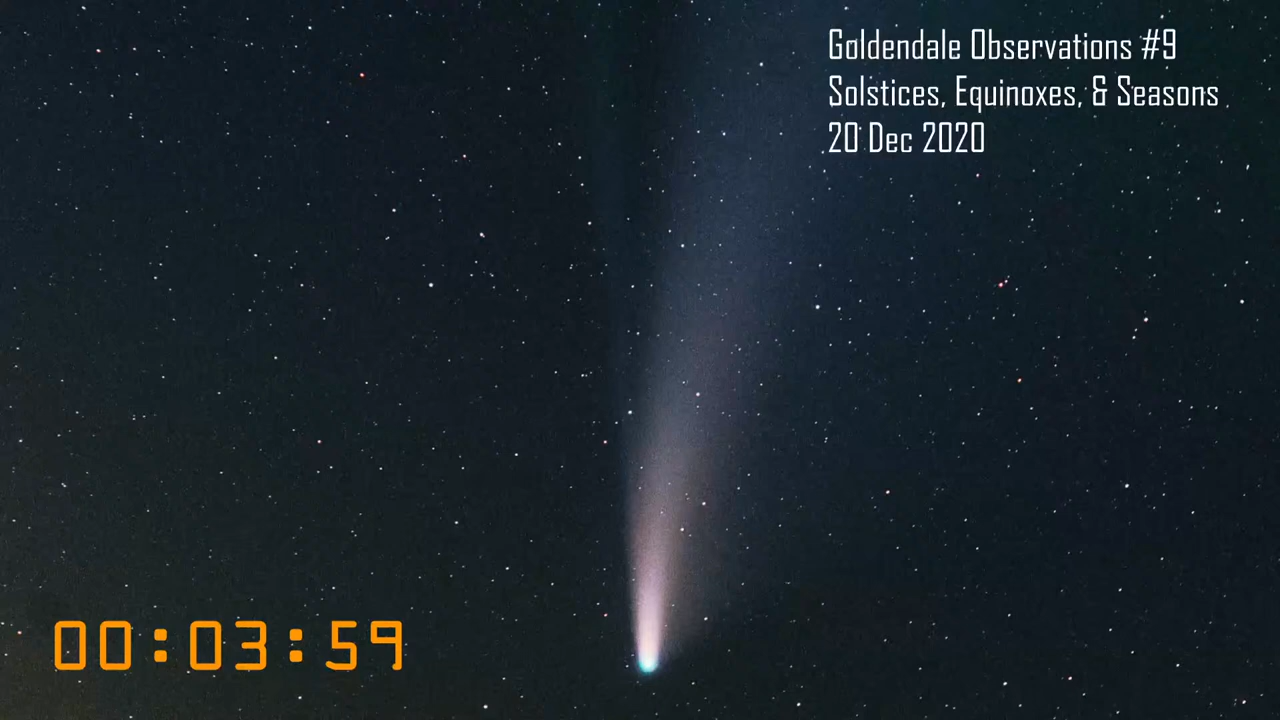 Goldendale Observations #9
Solstices, Equinoxes, & Seasons
20 Dec 2020
00:03:59